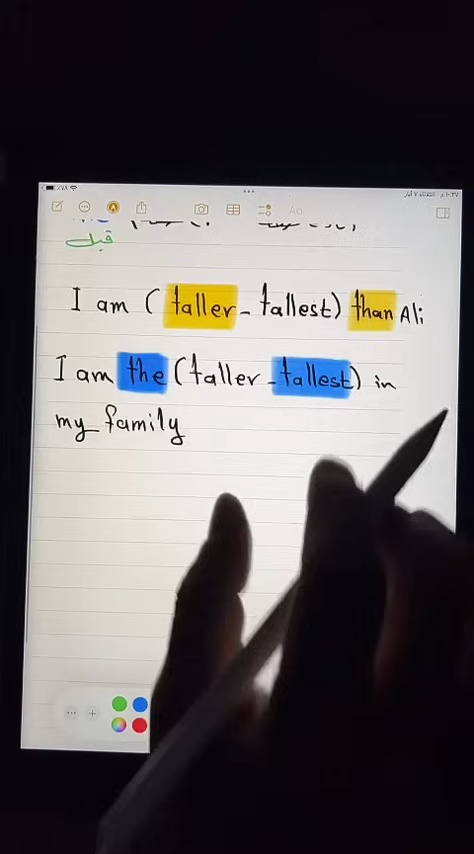 قبل
I am ( taller - tallest) than Ali
I am the (taller - tallest) in
my family